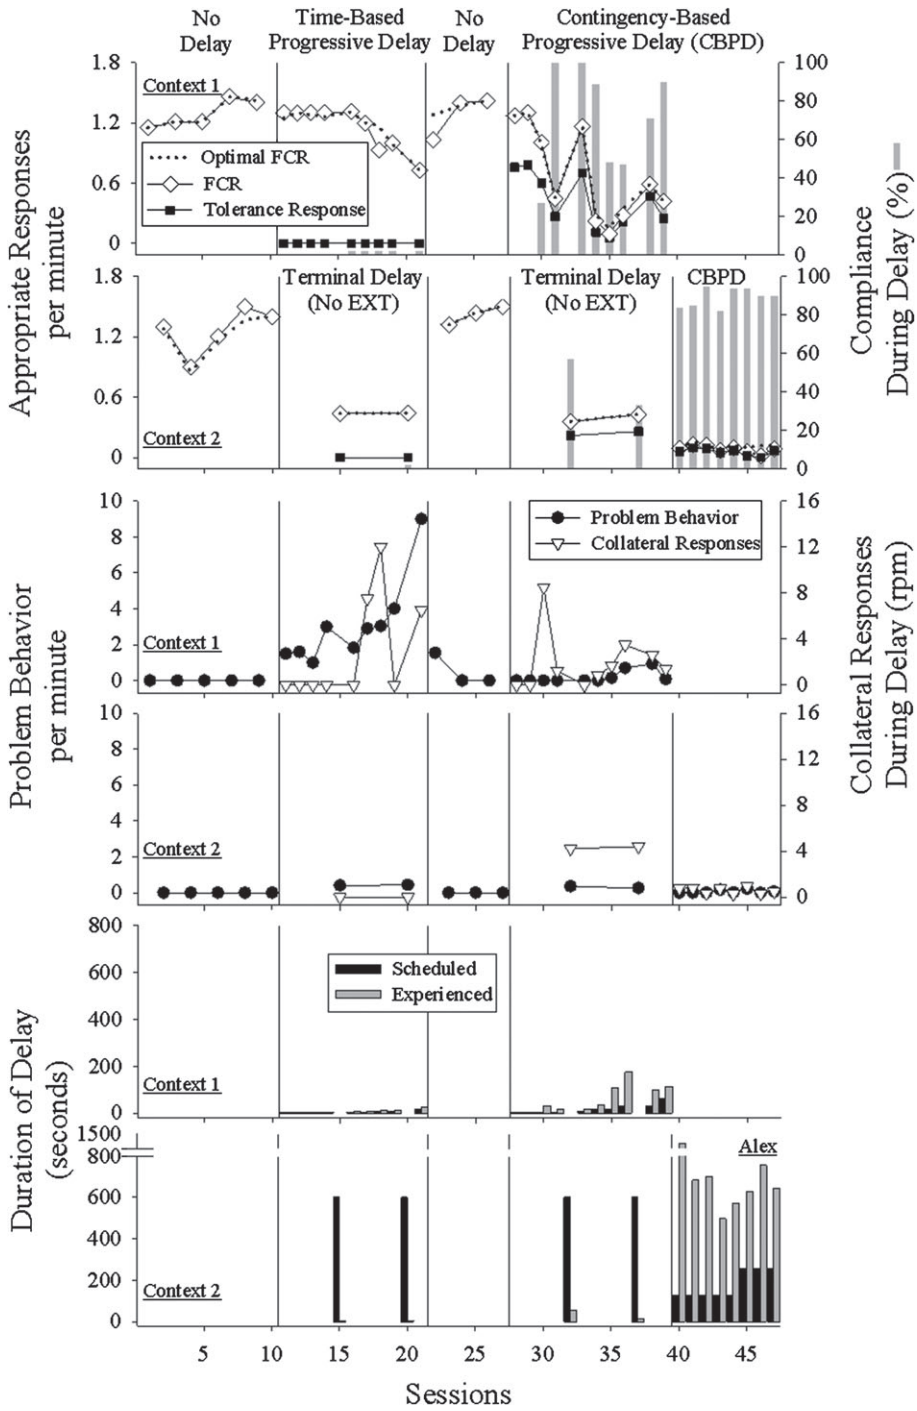 No
Delay
Time-Based
Progressive Delay
No
Delay
Contingency-Based
Progressive Delay (CBPD)
Appropriate Responses
per minute
1.8
1.2
0.6
0
Context 1
Optimal FCR
FCR
Tolerance Response
100
80
60
40
20
0
Compliance
During Delay (%)
1.8
1.2
0.6
0
Context 2
Terminal Delay
(No EXT)
Terminal Delay
(No EXT)
CBPD
100
80
60
40
20
0
Problem Behavior
per minute
10
8
6
4
2
0
Context 1
Problem Behavior
Collateral Responses
16
12
8
4
0
Collateral Responses
During Delay (rpm)
10
8
6
4
2
0
Context 2
16
12
8
4
0
Duration of Delay
(seconds)
800
600
400
200
0
Context 1
Scheduled
Experienced
1500
800
600
400
200
0
Context 2
Alex
5 10 15 20 25 30 35 40 45
Sessions